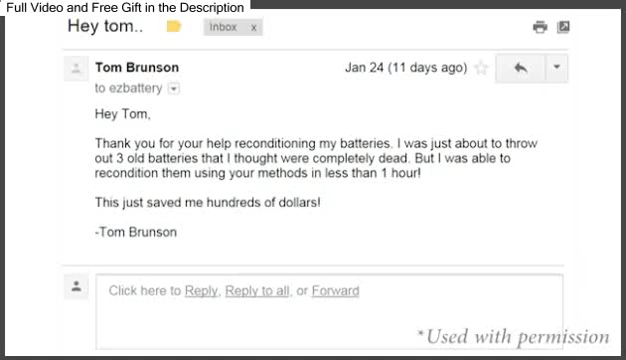 Full Video and Free Gift in the Description
Hey tom..
Inbox x
Tom Brunson
Jan 24 (11 days ago)
to ezbattery
Hey Tom,
Thank you for your help reconditioning my batteries. I was just about to throw
out 3 old batteries that I thought were completely dead. But I was able to
recondition them using your methods in less than 1 hour!
This just saved me hundreds of dollars!
-Tom Brunson
Click here to Reply, Reply to all, or Forward
*Used with permission